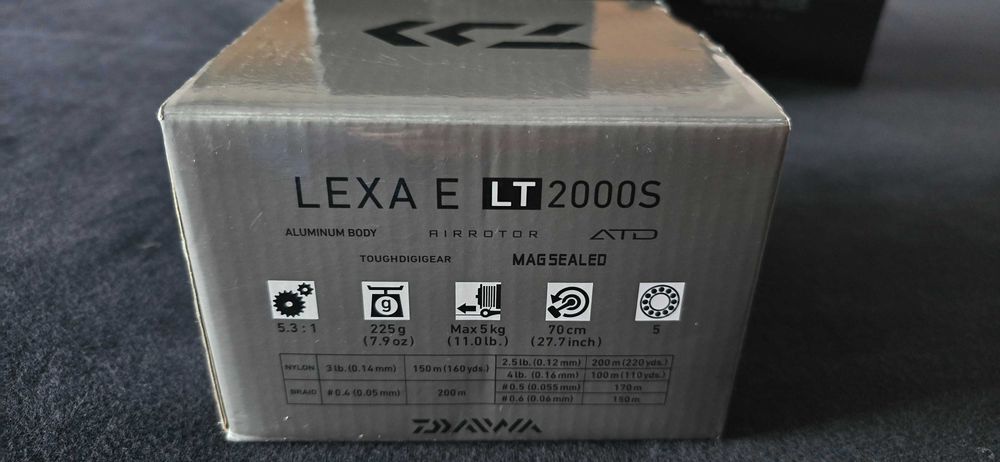 LEXA E LT 2000S
ALUMINUM BODY AIRROTOR ATD
TOUGHDIGIGEAR MAGSEALED
g
5.3 : 1 225g 
(7.9 oz) Max 5 kg
(11.0 lb.) 70 cm
(27.7 inch) 5
NYLON 3 lb. (0.14 mm) 150 m (160 yds.) 2.5 lb. (0.12 mm) 200 m (220 yds.)
4 lb. (0.16 mm) 100 m (110 yds.)
BRAID #0.4 (0.05 mm) 200 m #0.5 (0.055 mm) 170 m
#0.6 (0.06 mm) 150 m
DAIWA